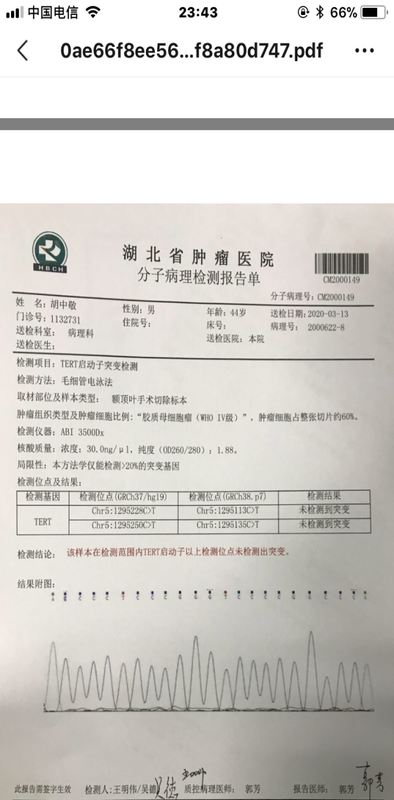 中国电信 23:43 66%
0ae66f8ee56...f8a80d747.pdf
HBCH
湖北省肿瘤医院
分子病理检测报告单
CM2000149
分子病理号:CM2000149
姓 名:胡中敬 性别:男 年龄:44岁 送检日期:2020-03-13
门诊号:1132731 住院号: 床号: 病理号: 2000622-8
送检科室: 病理科 送检医院:本院
送检医生:
检测项目:TERT启动子突变检测
检测方法:毛细管电泳法
取材部位及样本类型: 额顶叶手术切除标本
肿瘤组织类型及肿瘤细胞比例:“胶质母细胞瘤(WHO IV级)”,肿瘤细胞占整张切片约60%。
检测仪器:ABI 3500Dx
核酸质量:浓度:30.0ng/μl,纯度(OD260/280):1.88。
局限性:本方法学仅能检测>20%的突变基因
检测位点及结果:
检测基因 检测位点(GRCh37/hg19) 检测位点(GRCh38.p7) 检测结果
TERT Chr5:1295228C>T Chr5:1295113C>T 未检测到突变
Chr5:1295250C>T Chr5:1295135C>T 未检测到突变
检测结论: 该样本在检测范围内TERT启动子以上检测位点未检测出突变。
结果附图:
此报告需签字生效 检测人:王明伟/吴德 质控病理医师: 郭芳 报告医师: 郭芳